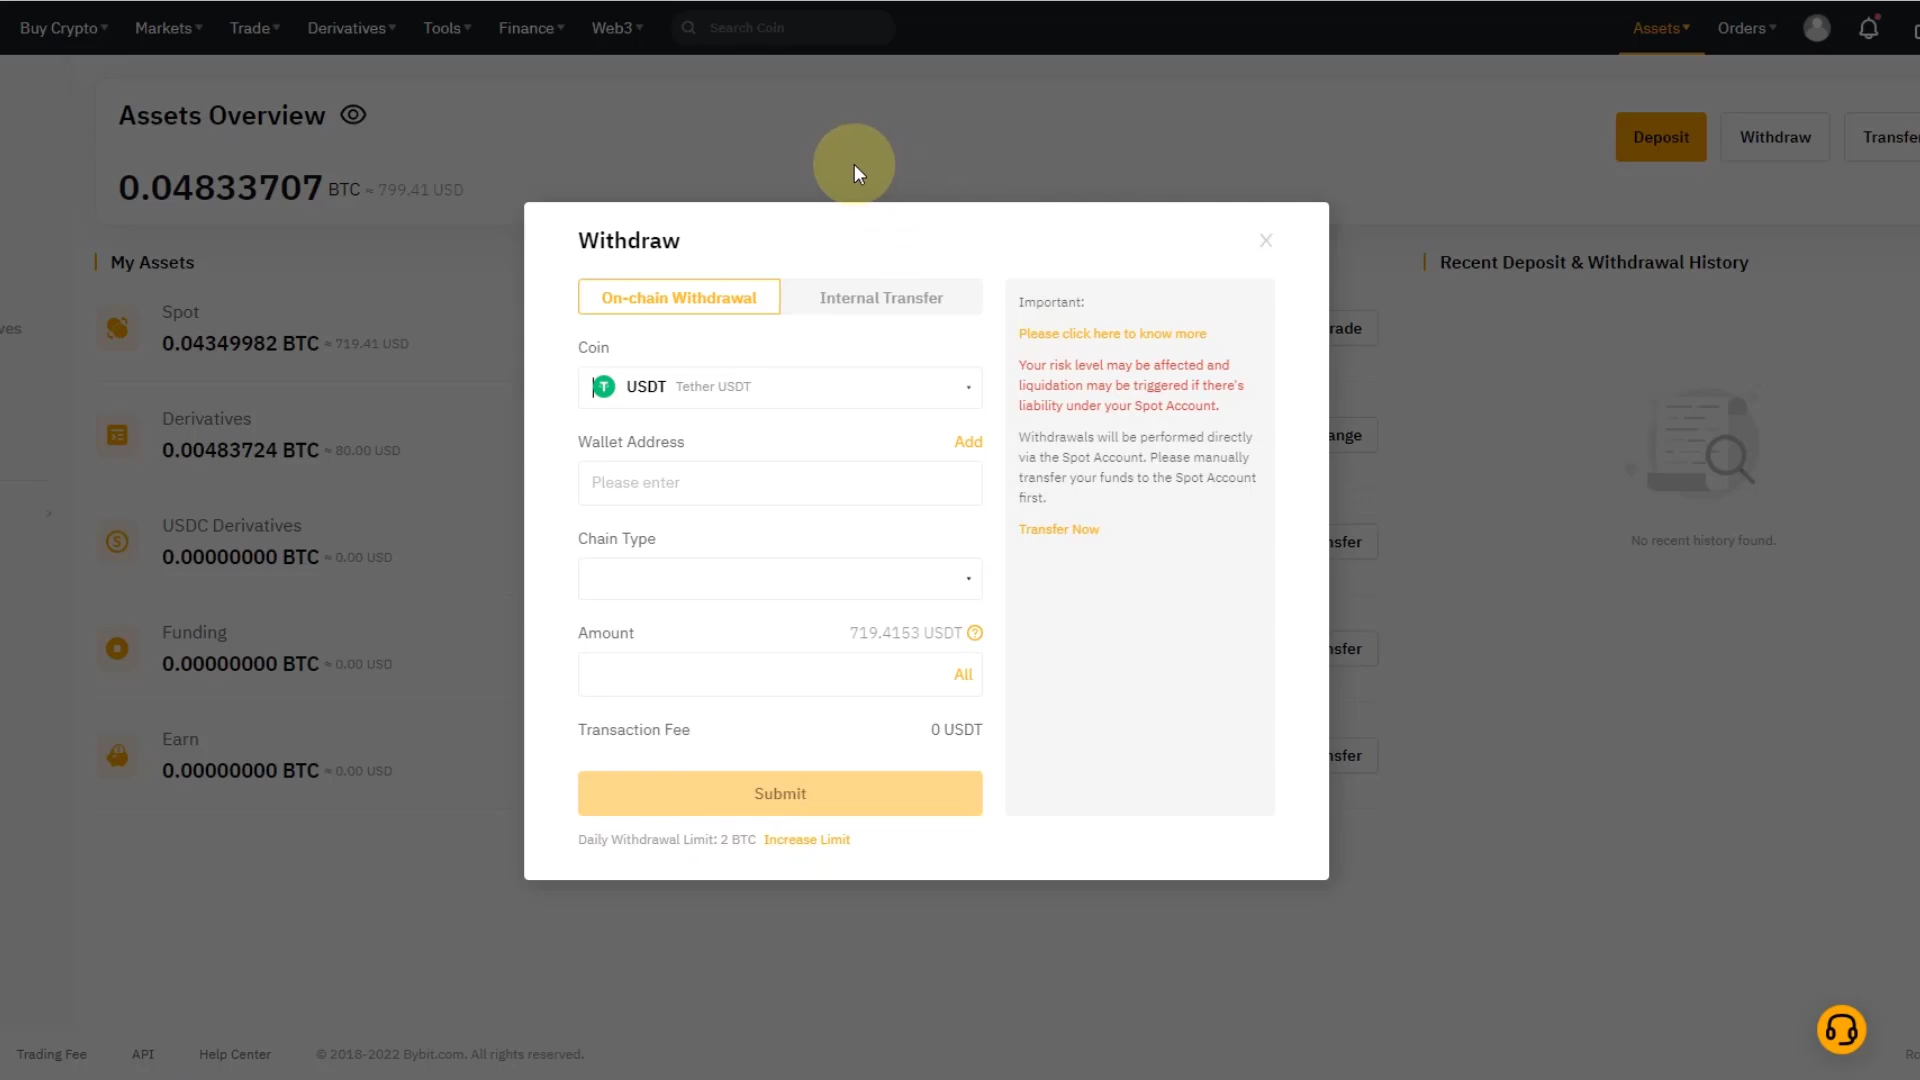 Buy Crypto
Markets
Trade
Derivatives
Tools
Finance
Web3
Search Coin
Assets
Orders
Assets Overview
0.04833707 BTC ≈ 799.41 USD
Deposit
Withdraw
My Assets
Spot
0.04349982 BTC ≈ 719.41 USD
Derivatives
0.00483724 BTC ≈ 80.00 USD
USDC Derivatives
0.00000000 BTC ≈ 0.00 USD
Funding
0.00000000 BTC ≈ 0.00 USD
Earn
0.00000000 BTC ≈ 0.00 USD
Withdraw
X
On-chain Withdrawal
Internal Transfer
Coin
USDT Tether USDT
Wallet Address
Add
Please enter
Chain Type
Amount
719.4153 USDT ?
All
Transaction Fee
0 USDT
Submit
Daily Withdrawal Limit: 2 BTC Increase Limit
Important:
Please click here to know more
Your risk level may be affected and
liquidation may be triggered if there's
liability under your Spot Account.
Withdrawals will be performed directly
via the Spot Account. Please manually
transfer your funds to the Spot Account
first.
Transfer Now
Recent Deposit & Withdrawal History
No recent history found.
Trading Fee
API
Help Center
© 2018-2022 Bybit.com. All rights reserved.